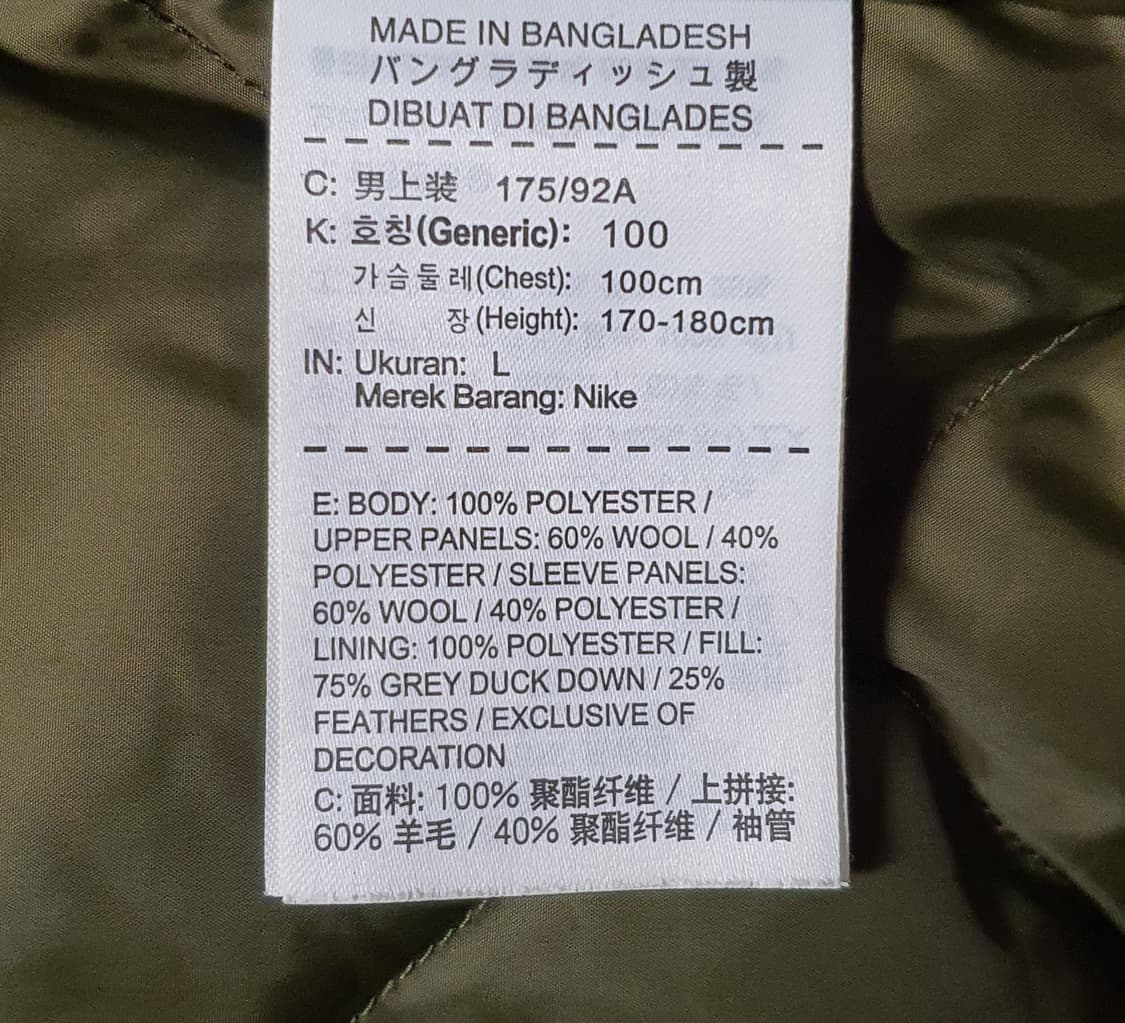 MADE IN BANGLADESH
バングラディッシュ製
DIBUAT DI BANGLADES
C: 男上装 175/92A
K: 호칭(Generic): 100
가슴둘레(Chest): 100cm
신 장(Height): 170-180cm
IN: Ukuran: L
Merek Barang: Nike
E: BODY: 100% POLYESTER /
UPPER PANELS: 60% WOOL / 40%
POLYESTER / SLEEVE PANELS:
60% WOOL / 40% POLYESTER /
LINING: 100% POLYESTER / FILL:
75% GREY DUCK DOWN / 25%
FEATHERS / EXCLUSIVE OF
DECORATION
C: 面料: 100% 聚酯纤维 / 上拼接:
60% 羊毛 / 40% 聚酯纤维 / 袖管